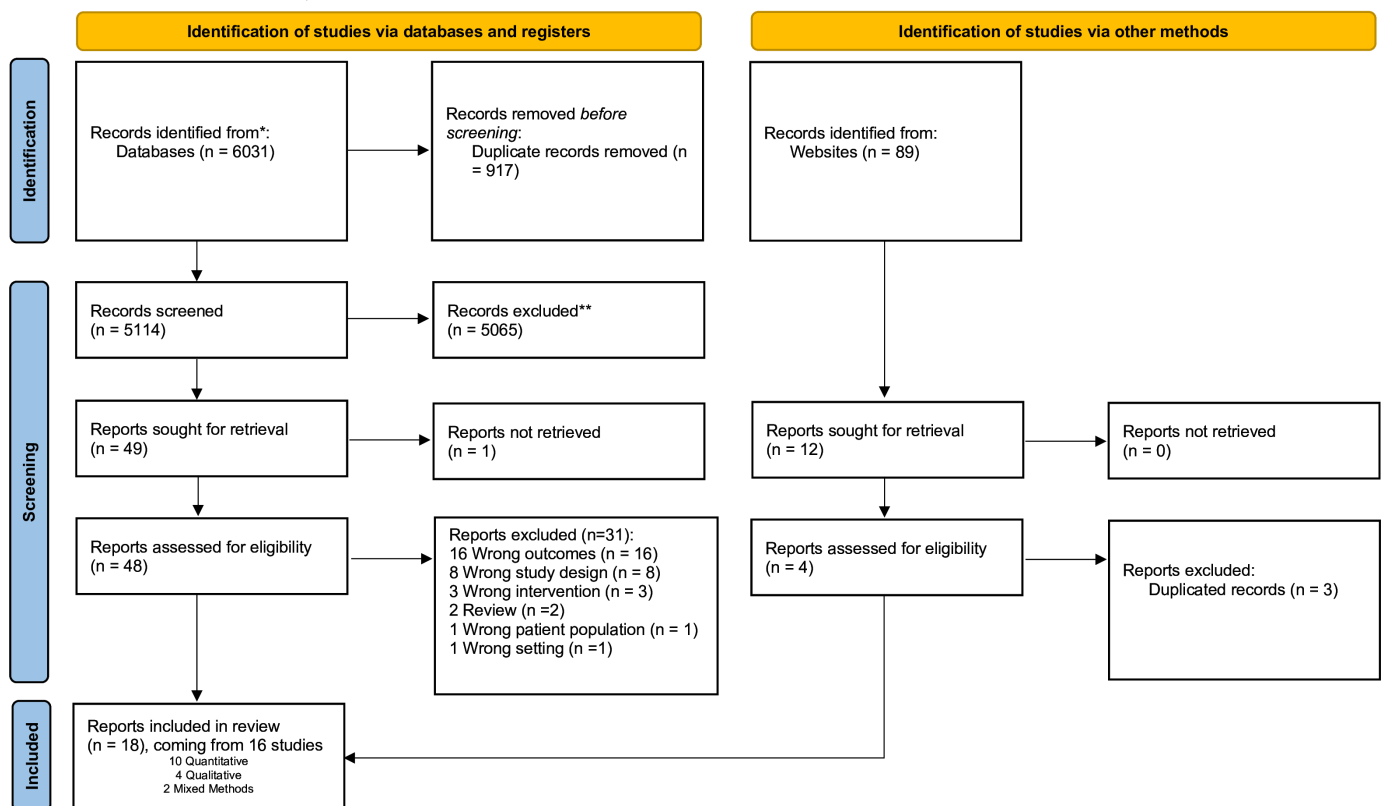 Identification of studies via databases and registers
Identification of studies via other methods
Identification
Records identified from*:
Databases (n = 6031)
Records removed before
screening:
Duplicate records removed (n
= 917)
Records identified from:
Websites (n = 89)
Screening
Records screened
(n = 5114)
Records excluded**
(n = 5065)
Reports sought for retrieval
(n = 49)
Reports not retrieved
(n = 1)
Reports sought for retrieval
(n = 12)
Reports not retrieved
(n = 0)
Reports assessed for eligibility
(n = 48)
Reports excluded (n=31):
16 Wrong outcomes (n = 16)
8 Wrong study design (n = 8)
3 Wrong intervention (n = 3)
2 Review (n =2)
1 Wrong patient population (n = 1)
1 Wrong setting (n =1)
Reports assessed for eligibility
(n = 4)
Reports excluded:
Duplicated records (n = 3)
Included
Reports included in review
(n = 18), coming from 16 studies
10 Quantitative
4 Qualitative
2 Mixed Methods